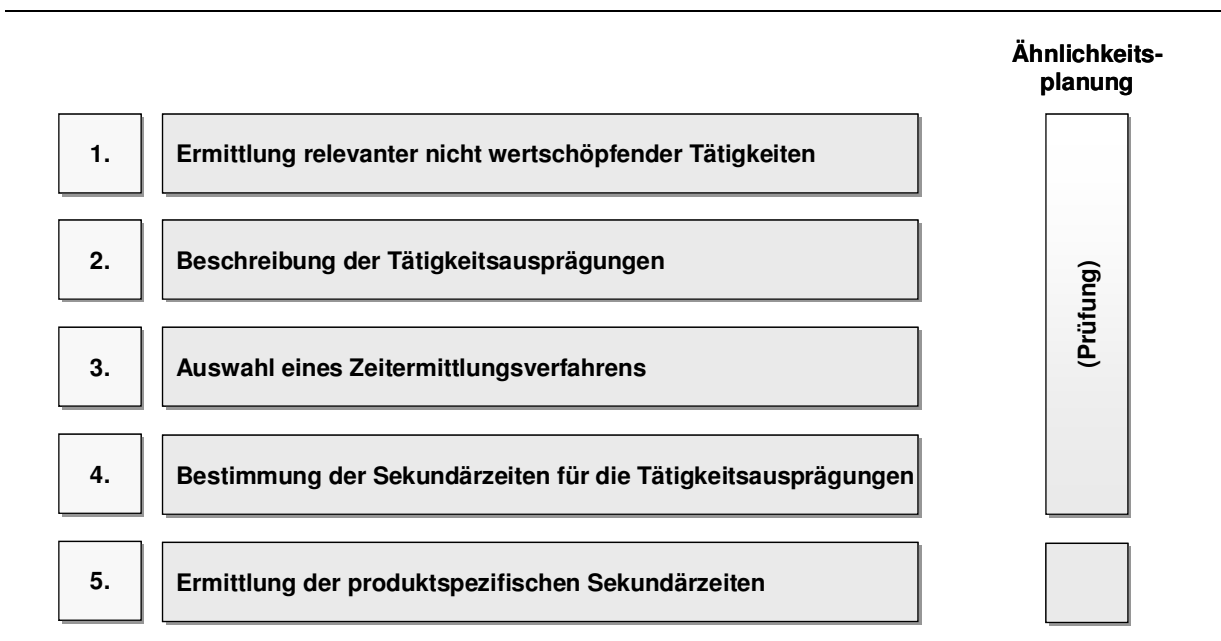 Ähnlichkeits-
planung
1. Ermittlung relevanter nicht wertschöpfender Tätigkeiten
2. Beschreibung der Tätigkeitsausprägungen
3. Auswahl eines Zeitermittlungsverfahrens
4. Bestimmung der Sekundärzeiten für die Tätigkeitsausprägungen
5. Ermittlung der produktspezifischen Sekundärzeiten
(Prüfung)